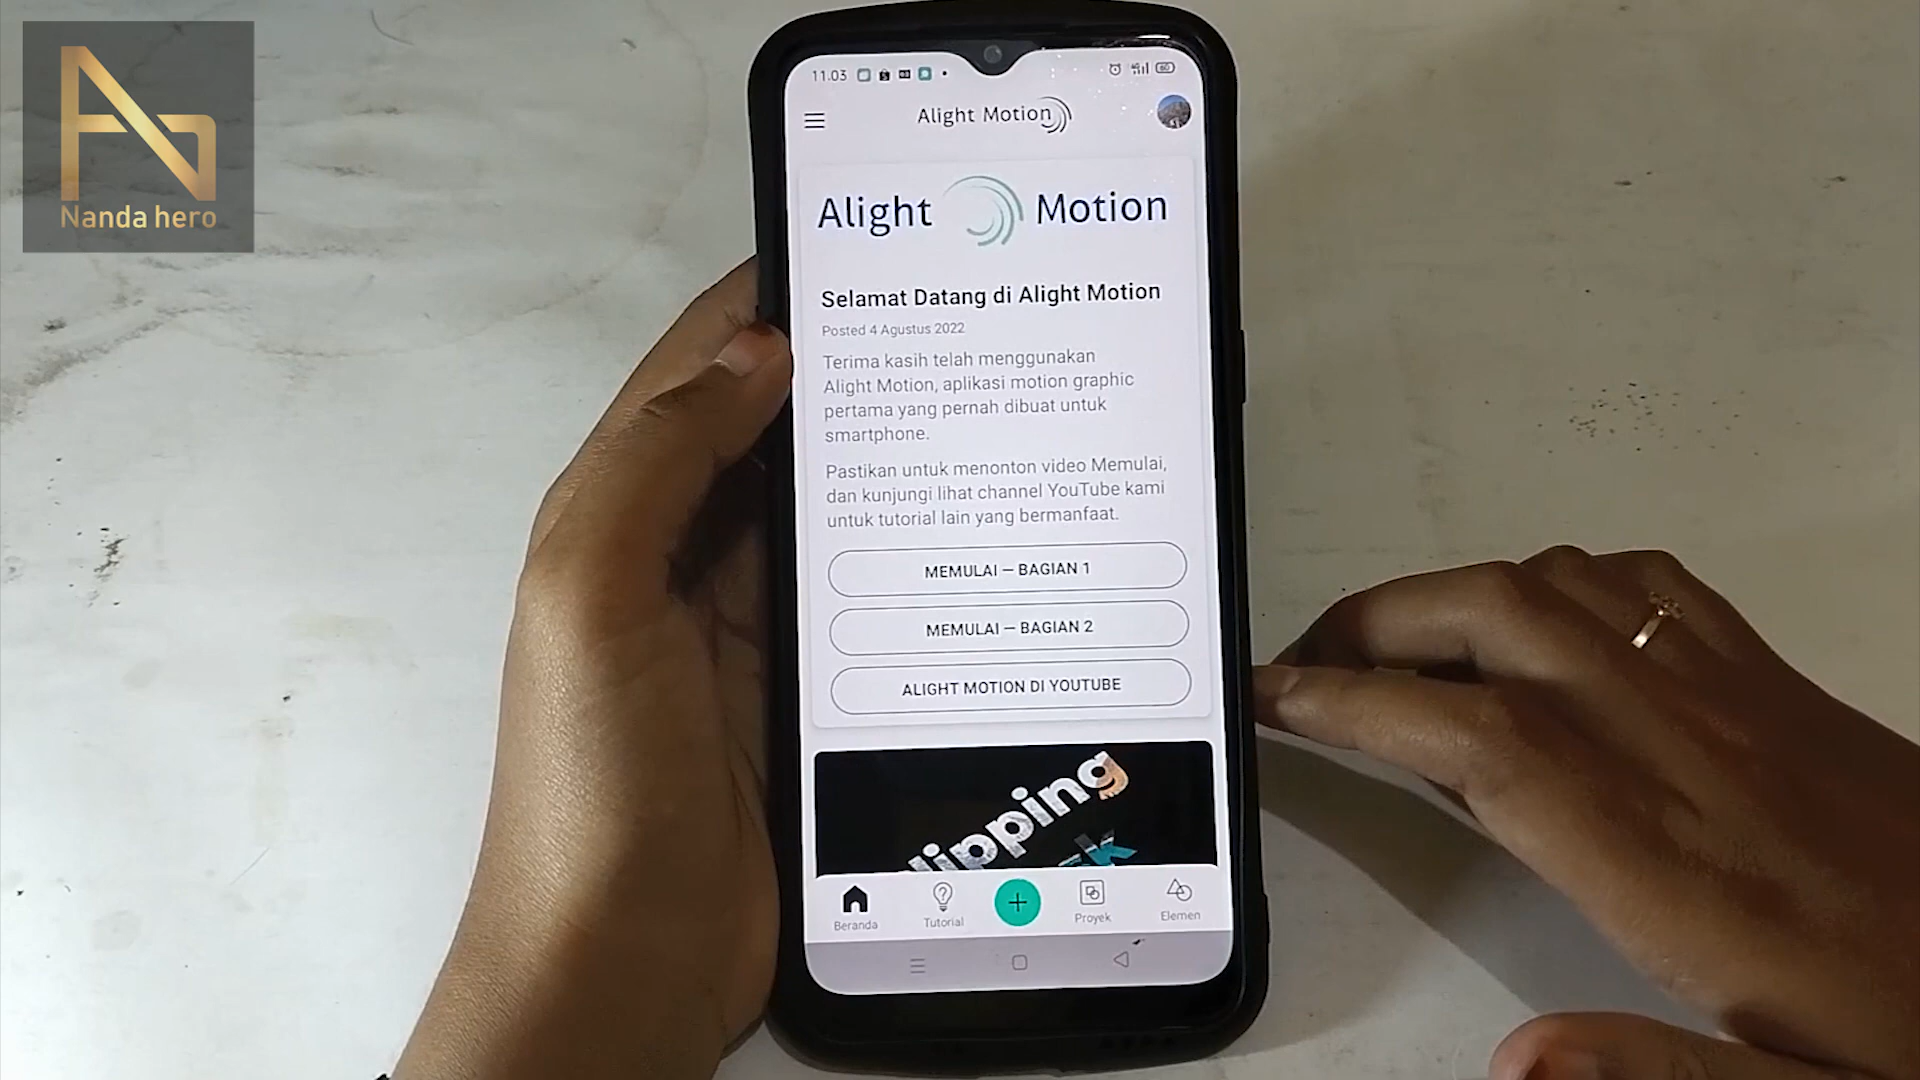 Nanda hero
11.03
60
Alight Motion
Alight Motion
Selamat Datang di Alight Motion
Posted 4 Agustus 2022
Terima kasih telah menggunakan
Alight Motion, aplikasi motion graphic
pertama yang pernah dibuat untuk
smartphone.
Pastikan untuk menonton video Memulai,
dan kunjungi lihat channel YouTube kami
untuk tutorial lain yang bermanfaat.
MEMULAI — BAGIAN 1
MEMULAI — BAGIAN 2
ALIGHT MOTION DI YOUTUBE
lipping
Beranda
Tutorial
Proyek
Elemen